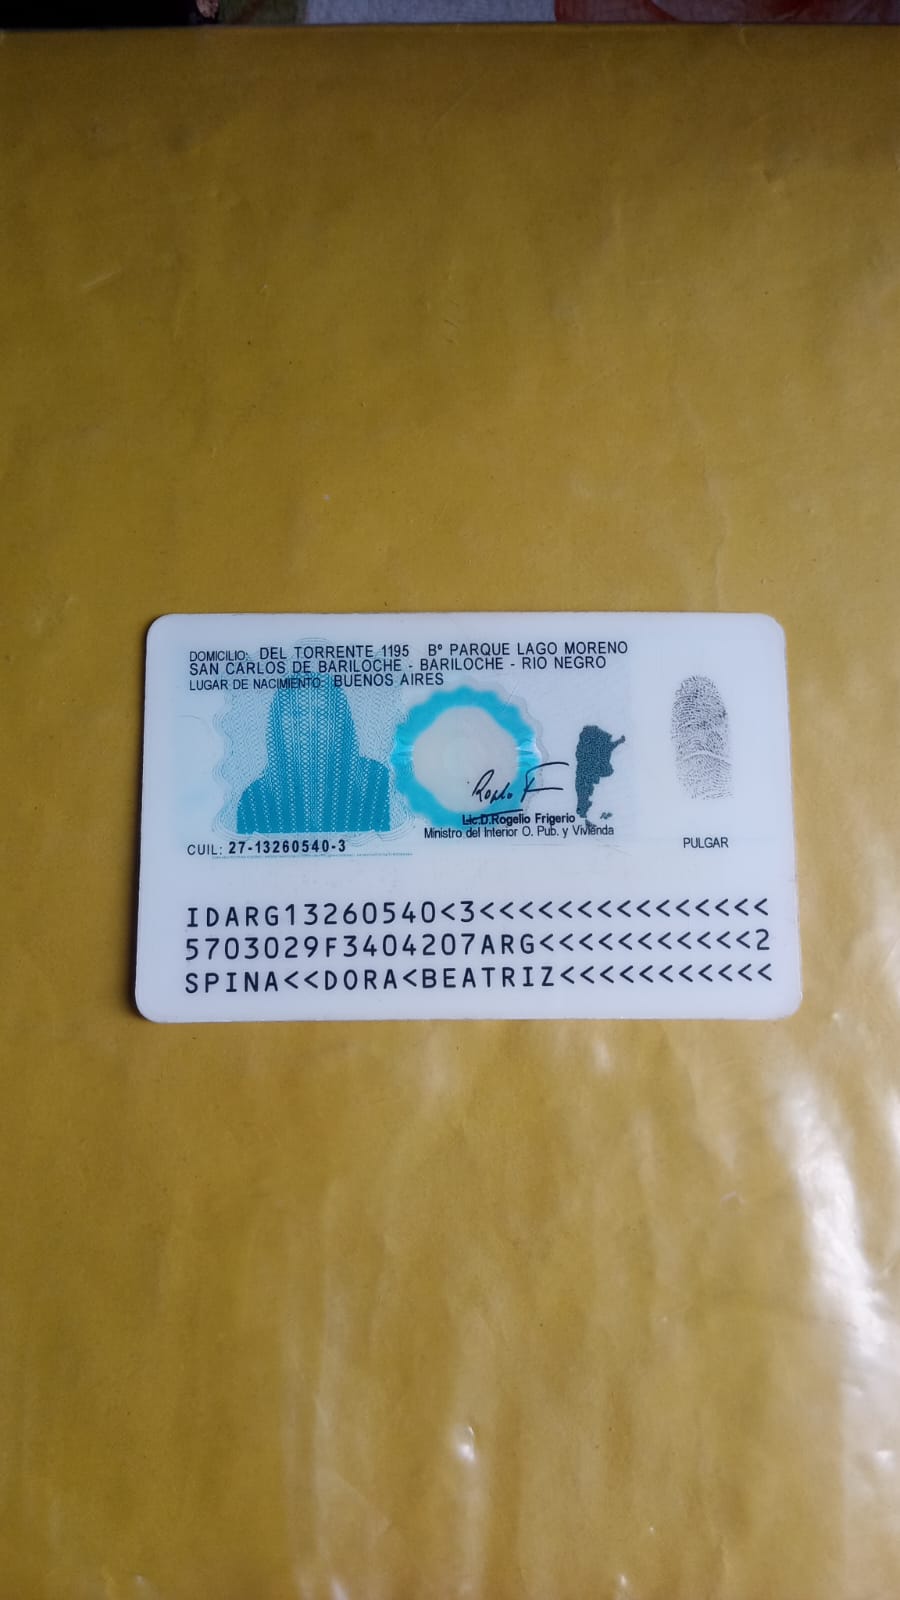 DOMICILIO: DEL TORRENTE 1195 Bº PARQUE LAGO MORENO
SAN CARLOS DE BARILOCHE - BARILOCHE - RIO NEGRO
LUGAR DE NACIMIENTO: BUENOS AIRES
Lic.D.Rogelio Frigerio
Ministro del Interior O. Pub. y Vivienda
CUIL: 27-13260540-3
PULGAR
IDARG13260540<3<<<<<<<<<<<<<<<
5703029F3404207ARG<<<<<<<<<<<2
SPINA<<DORA<BEATRIZ<<<<<<<<<<<